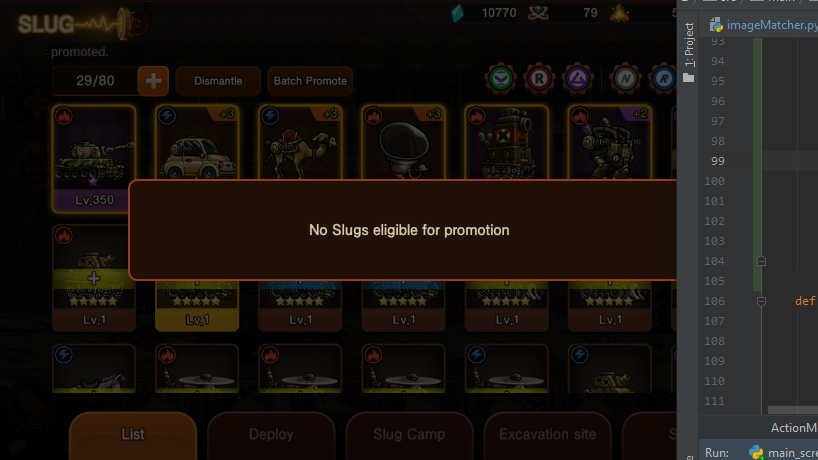 SLUG
10770
79
promoted.
29/80
+
Dismantle
Batch Promote
R
N
R
+3
+3
+3
+2
Lv.350
No Slugs eligible for promotion
Lv.1
Lv.1
Lv.1
Lv.1
Lv.1
Lv.1
List
Deploy
Slug Camp
Excavation site
S
1: Project
imageMatcher.py
93
94
95
96
97
98
99
100
101
102
103
104
105
106
def
107
108
109
110
111
ActionM
Run:
main_scre